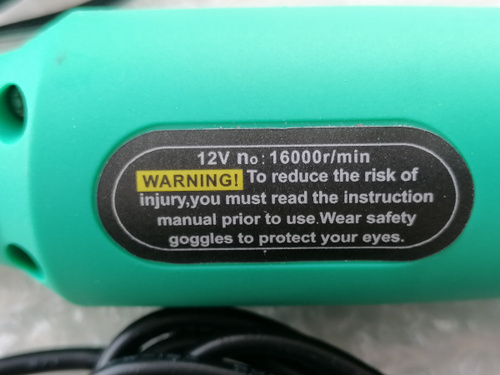 12V no: 16000r/min
WARNING! To reduce the risk of
injury,you must read the instruction
manual prior to use.Wear safety
goggles to protect your eyes.